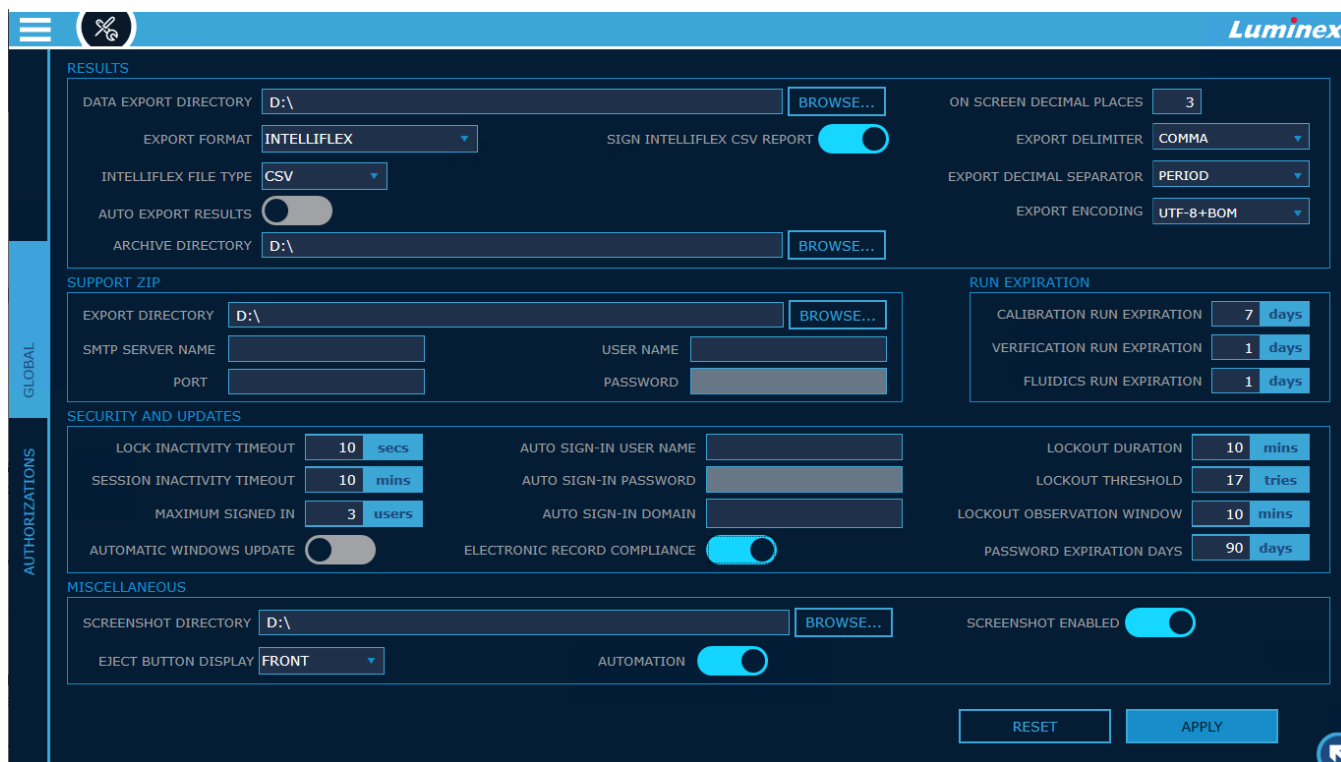 Luminex
RESULTS
DATA EXPORT DIRECTORY D:\ BROWSE... ON SCREEN DECIMAL PLACES 3
EXPORT FORMAT INTELLIFLEX SIGN INTELLIFLEX CSV REPORT EXPORT DELIMITER COMMA
INTELLIFLEX FILE TYPE CSV EXPORT DECIMAL SEPARATOR PERIOD
AUTO EXPORT RESULTS EXPORT ENCODING UTF-8+BOM
ARCHIVE DIRECTORY D:\ BROWSE...
SUPPORT ZIP RUN EXPIRATION
EXPORT DIRECTORY D:\ BROWSE... CALIBRATION RUN EXPIRATION 7 days
SMTP SERVER NAME USER NAME VERIFICATION RUN EXPIRATION 1 days
PORT PASSWORD FLUIDICS RUN EXPIRATION 1 days
GLOBAL
SECURITY AND UPDATES
LOCK INACTIVITY TIMEOUT 10 secs AUTO SIGN-IN USER NAME LOCKOUT DURATION 10 mins
SESSION INACTIVITY TIMEOUT 10 mins AUTO SIGN-IN PASSWORD LOCKOUT THRESHOLD 17 tries
MAXIMUM SIGNED IN 3 users AUTO SIGN-IN DOMAIN LOCKOUT OBSERVATION WINDOW 10 mins
AUTOMATIC WINDOWS UPDATE ELECTRONIC RECORD COMPLIANCE PASSWORD EXPIRATION DAYS 90 days
AUTHORIZATIONS
MISCELLANEOUS
SCREENSHOT DIRECTORY D:\ BROWSE... SCREENSHOT ENABLED
EJECT BUTTON DISPLAY FRONT AUTOMATION
RESET APPLY